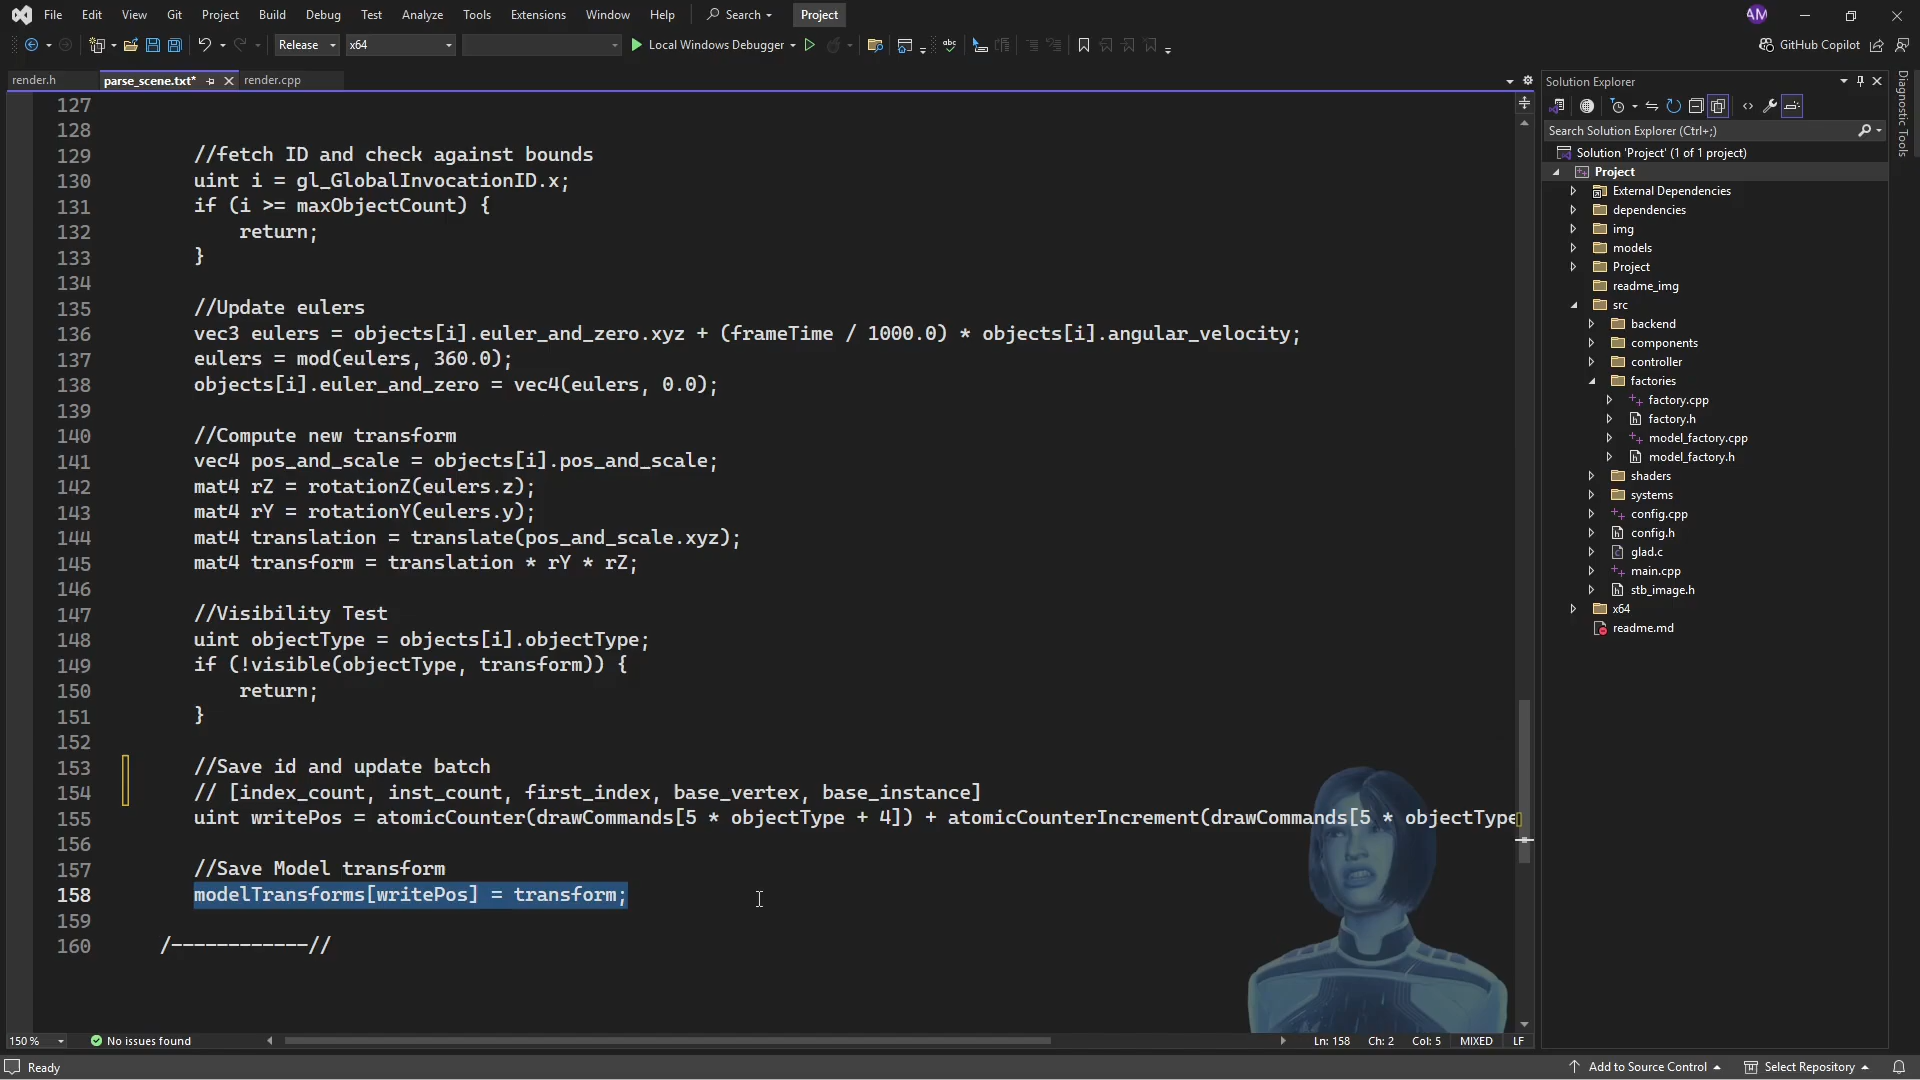 File Edit View Git Project Build Debug Test Analyze Tools Extensions Window Help Search Project AM
Release x64 Local Windows Debugger abc GitHub Copilot
render.h parse_scene.txt* render.cpp
127
128
129 //fetch ID and check against bounds
130 uint i = gl_GlobalInvocationID.x;
131 if (i >= maxObjectCount) {
132 return;
133 }
134
135 //Update eulers
136 vec3 eulers = objects[i].euler_and_zero.xyz + (frameTime / 1000.0) * objects[i].angular_velocity;
137 eulers = mod(eulers, 360.0);
138 objects[i].euler_and_zero = vec4(eulers, 0.0);
139
140 //Compute new transform
141 vec4 pos_and_scale = objects[i].pos_and_scale;
142 mat4 rZ = rotationZ(eulers.z);
143 mat4 rY = rotationY(eulers.y);
144 mat4 translation = translate(pos_and_scale.xyz);
145 mat4 transform = translation * rY * rZ;
146
147 //Visibility Test
148 uint objectType = objects[i].objectType;
149 if (!visible(objectType, transform)) {
150 return;
151 }
152
153 //Save id and update batch
154 // [index_count, inst_count, first_index, base_vertex, base_instance]
155 uint writePos = atomicCounter(drawCommands[5 * objectType + 4]) + atomicCounterIncrement(drawCommands[5 * objectType
156
157 //Save Model transform
158 modelTransforms[writePos] = transform;
159
160 /------------//
150 % No issues found Ln: 158 Ch: 2 Col: 5 MIXED LF
Solution Explorer
Search Solution Explorer (Ctrl+;)
Solution 'Project' (1 of 1 project)
Project
External Dependencies
dependencies
img
models
Project
readme_img
src
backend
components
controller
factories
factory.cpp
factory.h
model_factory.cpp
model_factory.h
shaders
systems
config.cpp
config.h
glad.c
main.cpp
stb_image.h
x64
readme.md
Diagnostic Tools
Ready Add to Source Control Select Repository